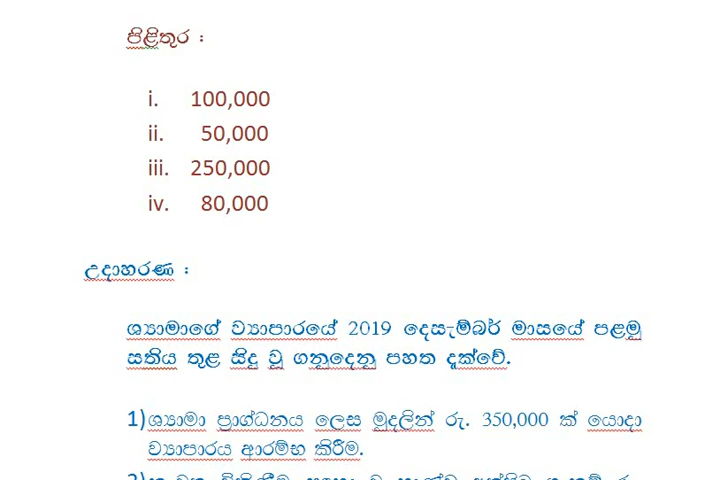 පිළිතුර :
i. 100,000
ii. 50,000
iii. 250,000
iv. 80,000
උදාහරණ :
ශ්‍යාමාගේ ව්‍යාපාරයේ 2019 දෙසැම්බර් මාසයේ පළමු
සතිය තුළ සිදු වූ ගනුදෙනු පහත දැක්වේ.
1) ශ්‍යාමා ප්‍රාග්ධනය ලෙස මුදලින් රු. 350,000 ක් යොදා
ව්‍යාපාරය ආරම්භ කිරීම.